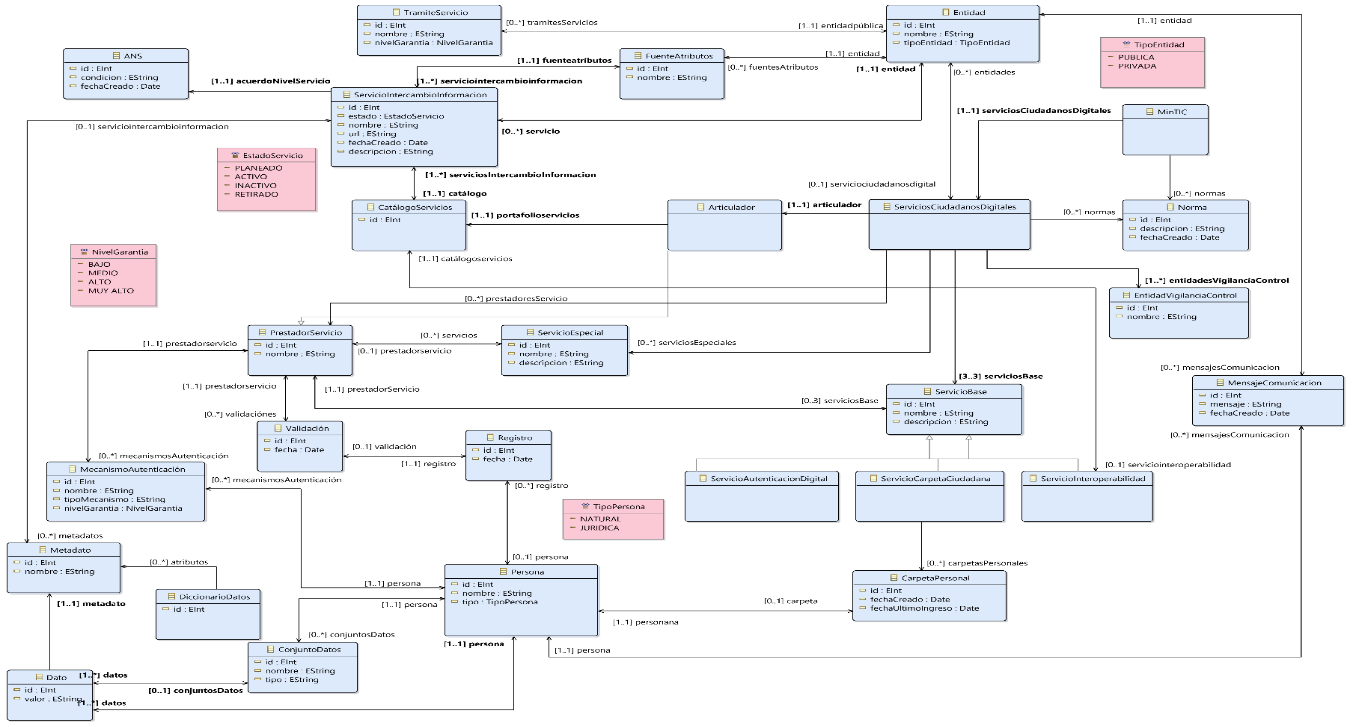 TramiteServicio
id : EInt
nombre : EString
nivelGarantia : NivelGarantia
[0..*] tramitesServicios
[1..1] entidadpública
Entidad
id : EInt
nombre : EString
tipoEntidad : TipoEntidad
[1..1] entidad
TipoEntidad
PUBLICA
PRIVADA
ANS
id : EInt
condicion : EString
fechaCreado : Date
[1..1] acuerdoNivelServicio
[1..1] fuenteatributos
[1..*] serviciointercambioinformacion
FuenteAtributos
id : EInt
nombre : EString
[1..1] entidad
[0..*] fuentesAtributos
[1..1] entidad
[0..*] entidades
ServicioIntercambioInformacion
id : EInt
estado : EstadoServicio
nombre : EString
url : EString
fechaCreado : Date
descripcion : EString
[0..1] serviciointercambioinformacion
[0..*] servicio
[1..1] serviciosCiudadanosDigitales
MinTIC
EstadoServicio
PLANEADO
ACTIVO
INACTIVO
RETIRADO
[1..*] serviciosIntercambioInformacion
[1..1] catálogo
[0..1] serviciociudadanosdigital
[0..*] normas
CatálogoServicios
id : EInt
[1..1] portafolioservicios
Articulador
[1..1] articulador
ServiciosCiudadanosDigitales
[0..*] normas
Norma
id : EInt
descripcion : EString
fechaCreado : Date
NivelGarantia
BAJO
MEDIO
ALTO
MUY ALTO
[1..1] catálogoservicios
[1..*] entidadesVigilanciaControl
EntidadVigilanciaControl
id : EInt
nombre : EString
[0..*] prestadoresServicio
PrestadorServicio
id : EInt
nombre : EString
[1..1] prestadorservicio
[0..*] servicios
[0..1] prestadorservicio
ServicioEspecial
id : EInt
nombre : EString
descripcion : EString
[0..*] serviciosEspeciales
[1..1] prestadorservicio
[1..1] prestadorServicio
[3..3] serviciosBase
[0..3] serviciosBase
ServicioBase
id : EInt
nombre : EString
descripcion : EString
[0..*] mensajesComunicacion
MensajeComunicacion
id : EInt
mensaje : EString
fechaCreado : Date
[0..*] mensajesComunicacion
[0..*] validaciónes
Validación
id : EInt
fecha : Date
[0..1] validación
[1..1] registro
Registro
id : EInt
fecha : Date
[0..*] mecanismosAutenticación
MecanismoAutenticación
id : EInt
nombre : EString
tipoMecanismo : EString
nivelGarantia : NivelGarantia
[0..*] mecanismosAutenticación
[0..*] registro
TipoPersona
NATURAL
JURIDICA
ServicioAutenticacionDigital
ServicioCarpetaCiudadana
[0..1] serviciointeroperabilidad
ServicioInteroperabilidad
[0..*] metadatos
Metadato
id : EInt
nombre : EString
[0..*] atributos
[1..1] metadato
DiccionarioDatos
id : EInt
[0..1] persona
[1..1] persona
[1..1] persona
Persona
id : EInt
nombre : EString
tipo : TipoPersona
[0..1] carpeta
[1..1] personana
[0..*] carpetasPersonales
CarpetaPersonal
id : EInt
fechaCreado : Date
fechaUltimoIngreso : Date
[0..*] conjuntosDatos
ConjuntoDatos
id : EInt
nombre : EString
tipo : EString
[1..1] persona
[1..1] persona
Dato
id : EInt
valor : EString
[1..*] datos
[0..1] conjuntosDatos
[1..*] datos